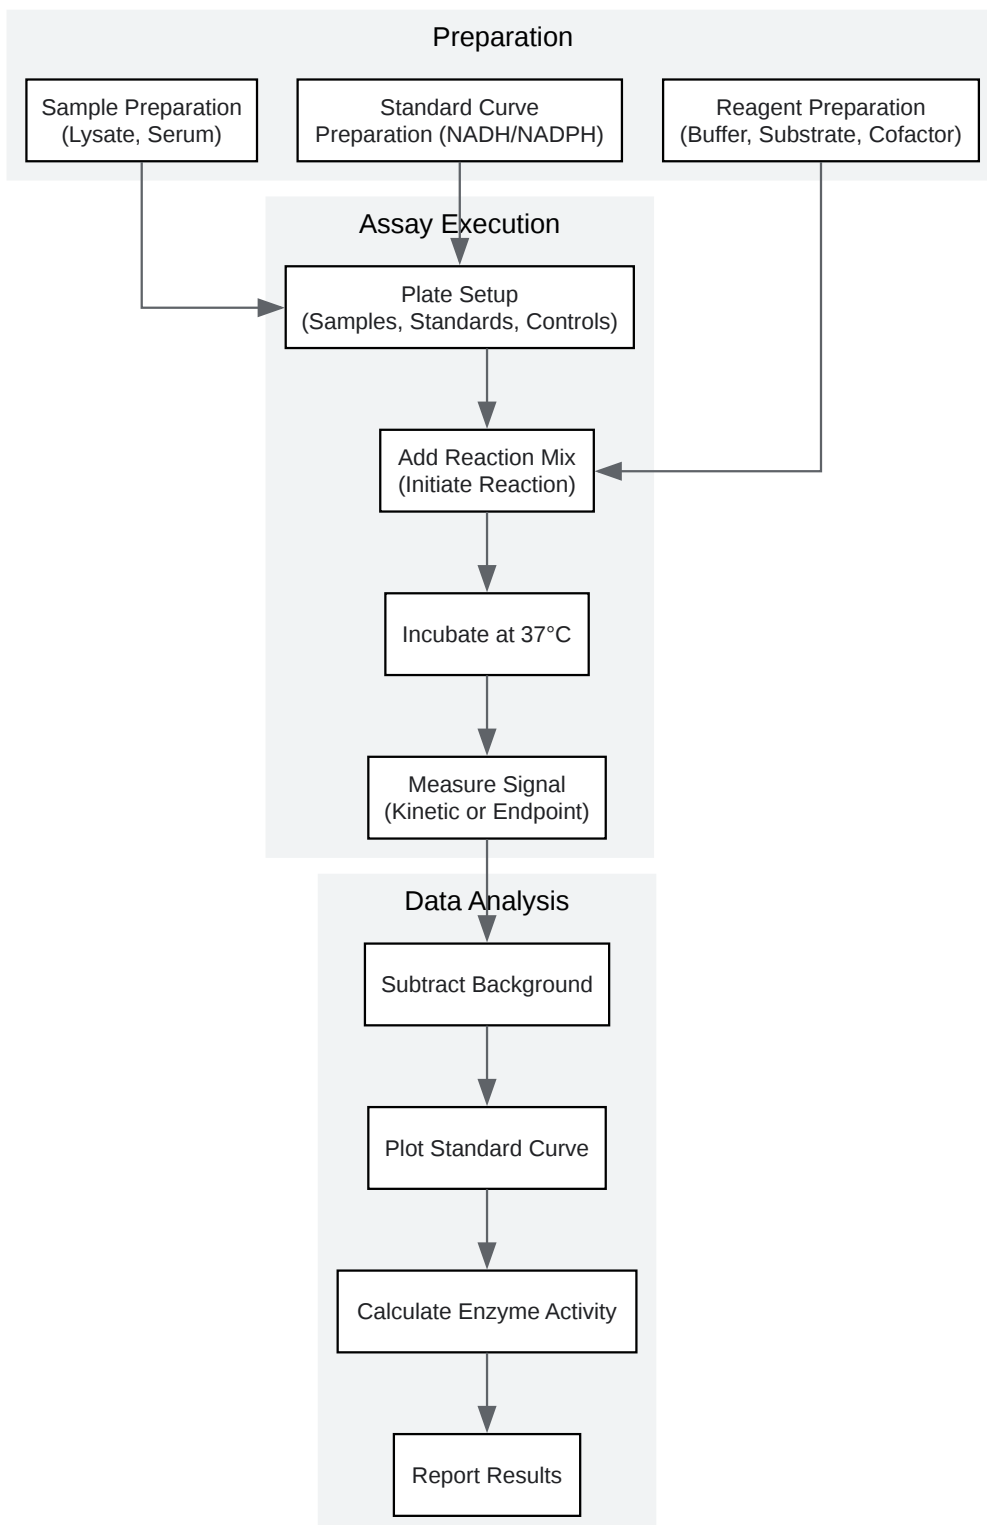 Preparation
Sample Preparation
(Lysate, Serum)
Standard Curve
Preparation (NADH/NADPH)
Reagent Preparation
(Buffer, Substrate, Cofactor)
Assay Execution
Plate Setup
(Samples, Standards, Controls)
Add Reaction Mix
(Initiate Reaction)
Incubate at 37°C
Measure Signal
(Kinetic or Endpoint)
Data Analysis
Subtract Background
Plot Standard Curve
Calculate Enzyme Activity
Report Results